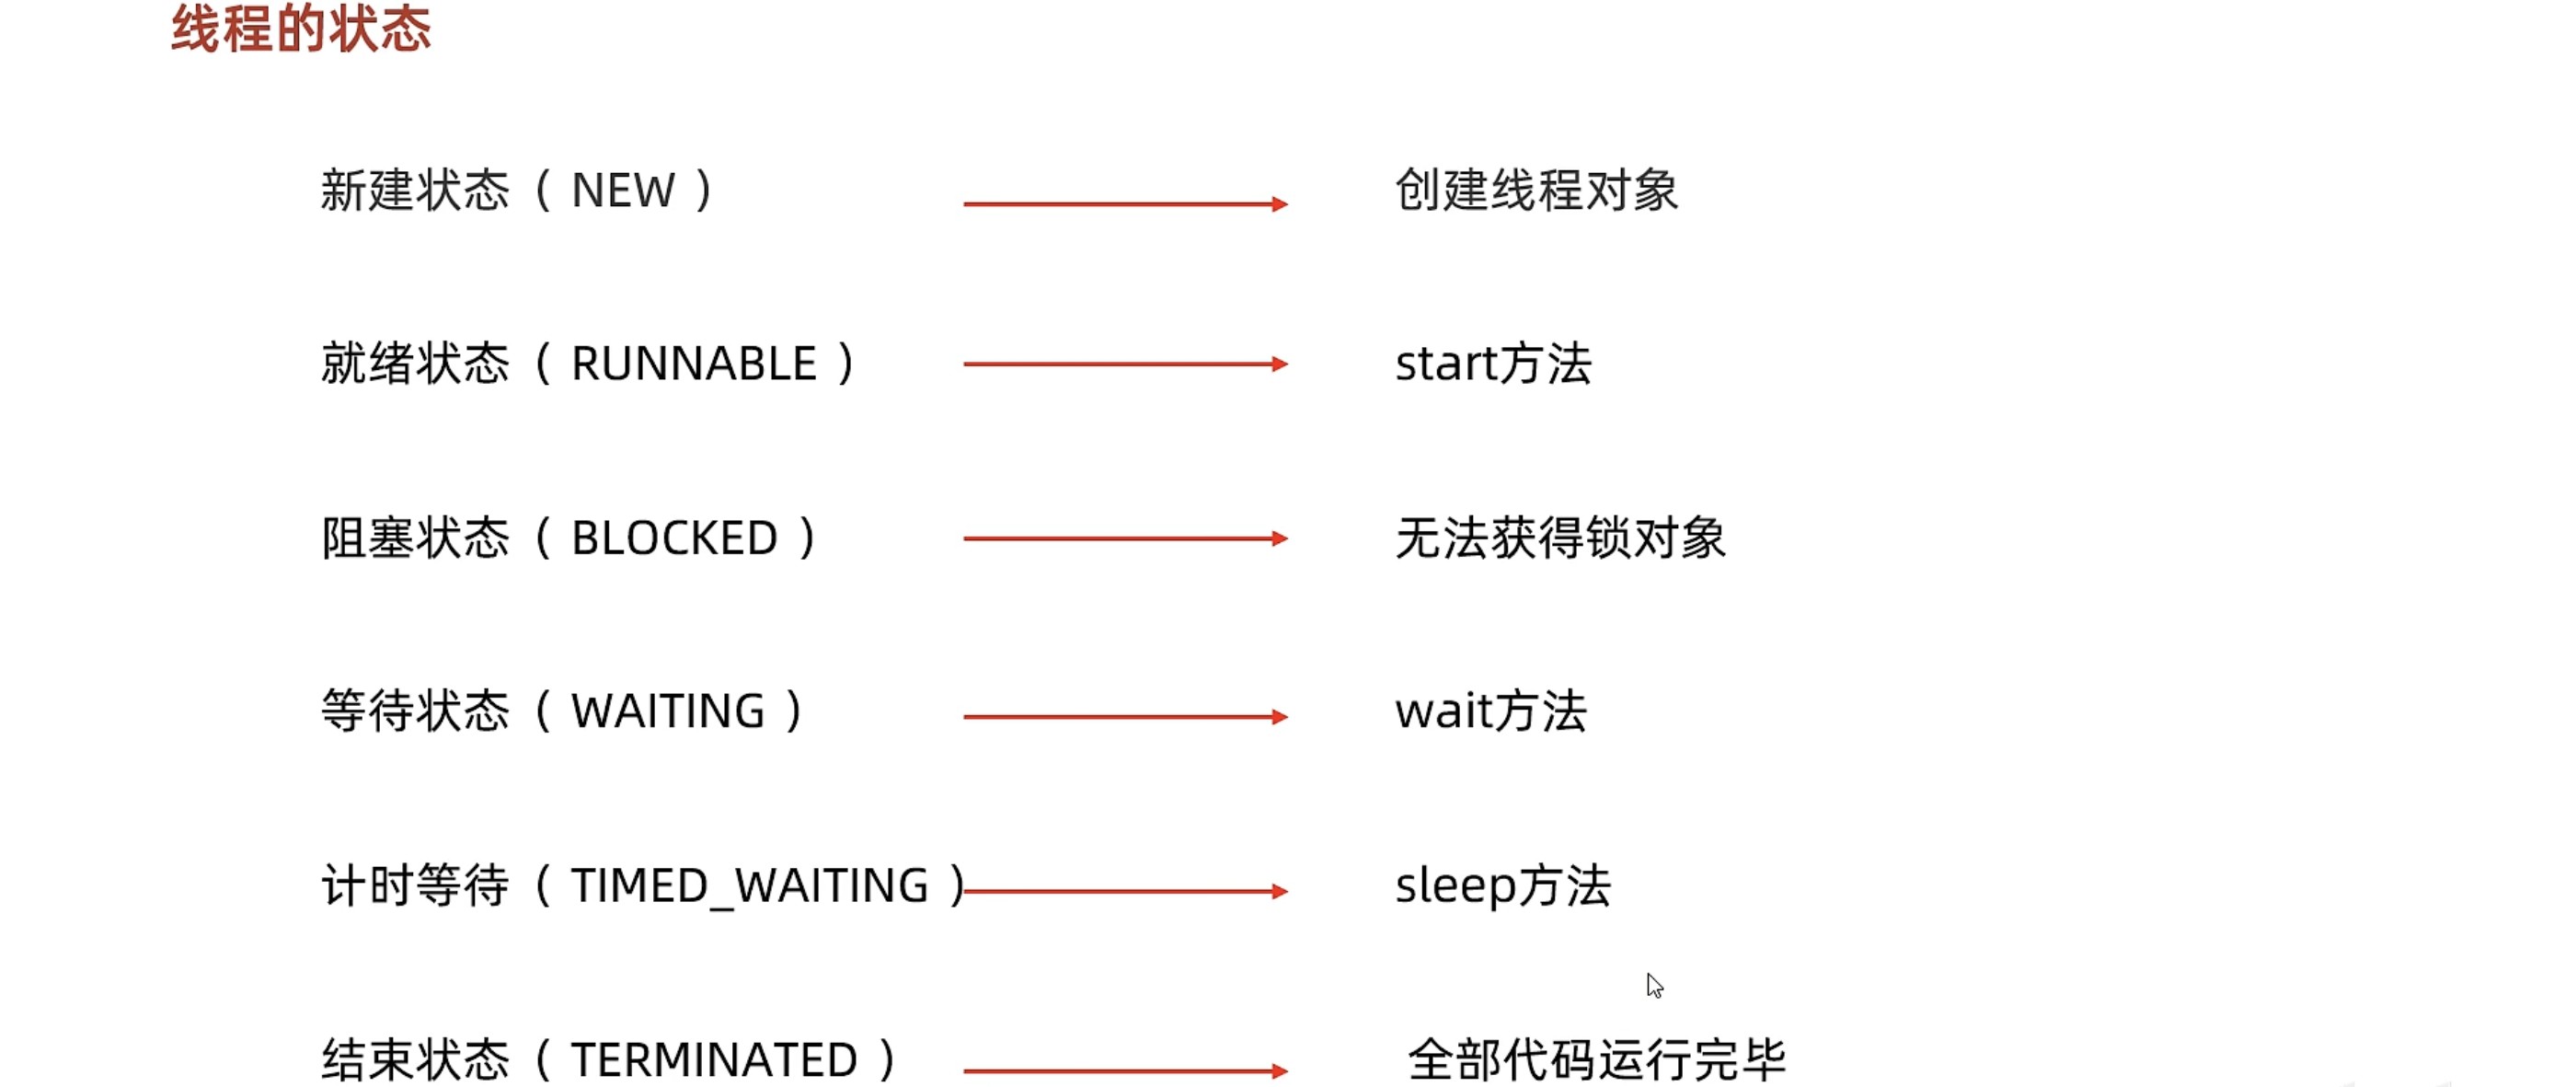 线程的状态
新建状态（ NEW ） 创建线程对象
就绪状态（ RUNNABLE ） start方法
阻塞状态（ BLOCKED ） 无法获得锁对象
等待状态（ WAITING ） wait方法
计时等待（ TIMED_WAITING ） sleep方法
结束状态（ TERMINATED ） 全部代码运行完毕